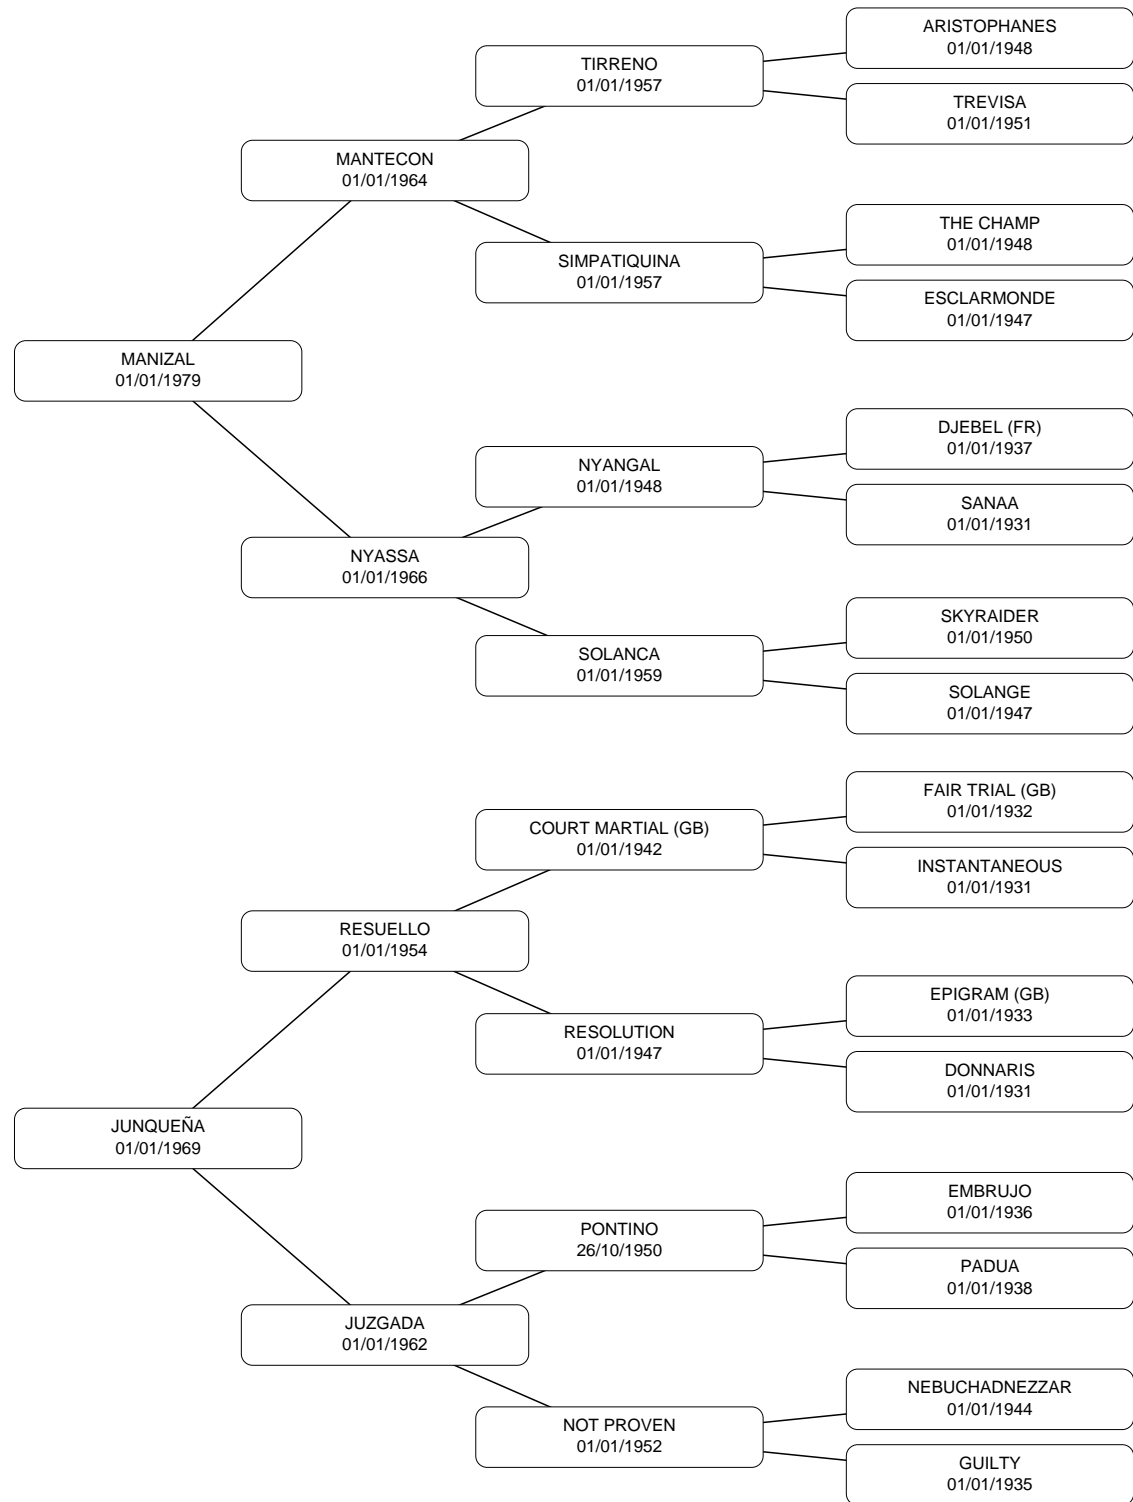 ARISTOPHANES
01/01/1948
TIRRENO
01/01/1957
TREVISA
01/01/1951
MANTECON
01/01/1964
THE CHAMP
01/01/1948
SIMPATIQUINA
01/01/1957
ESCLARMONDE
01/01/1947
MANIZAL
01/01/1979
DJEBEL (FR)
01/01/1937
NYANGAL
01/01/1948
SANAA
01/01/1931
NYASSA
01/01/1966
SKYRAIDER
01/01/1950
SOLANCA
01/01/1959
SOLANGE
01/01/1947
FAIR TRIAL (GB)
01/01/1932
COURT MARTIAL (GB)
01/01/1942
INSTANTANEOUS
01/01/1931
RESUELLO
01/01/1954
EPIGRAM (GB)
01/01/1933
RESOLUTION
01/01/1947
DONNARIS
01/01/1931
JUNQUEÑA
01/01/1969
EMBRUJO
01/01/1936
PONTINO
26/10/1950
PADUA
01/01/1938
JUZGADA
01/01/1962
NEBUCHADNEZZAR
01/01/1944
NOT PROVEN
01/01/1952
GUILTY
01/01/1935